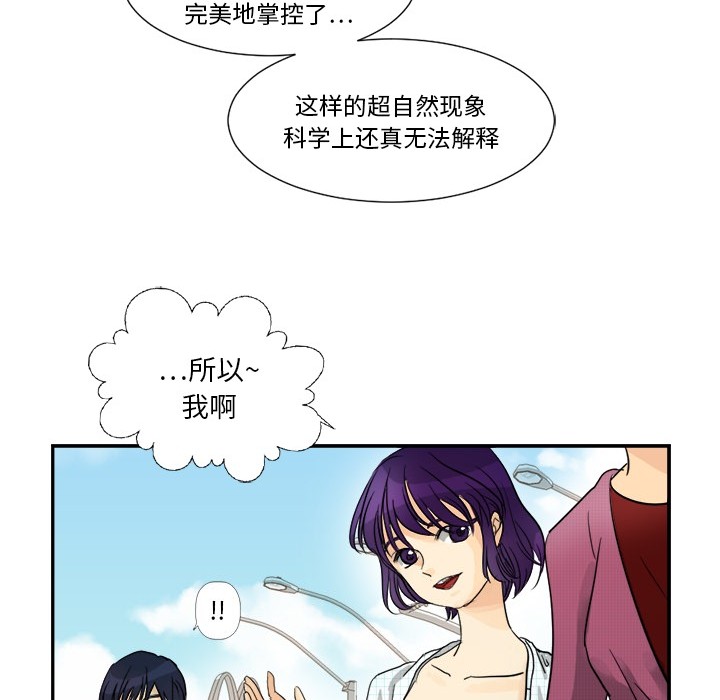 完美地掌控了...
这样的超自然现象
科学上还真无法解释
...所以~
我啊
!!